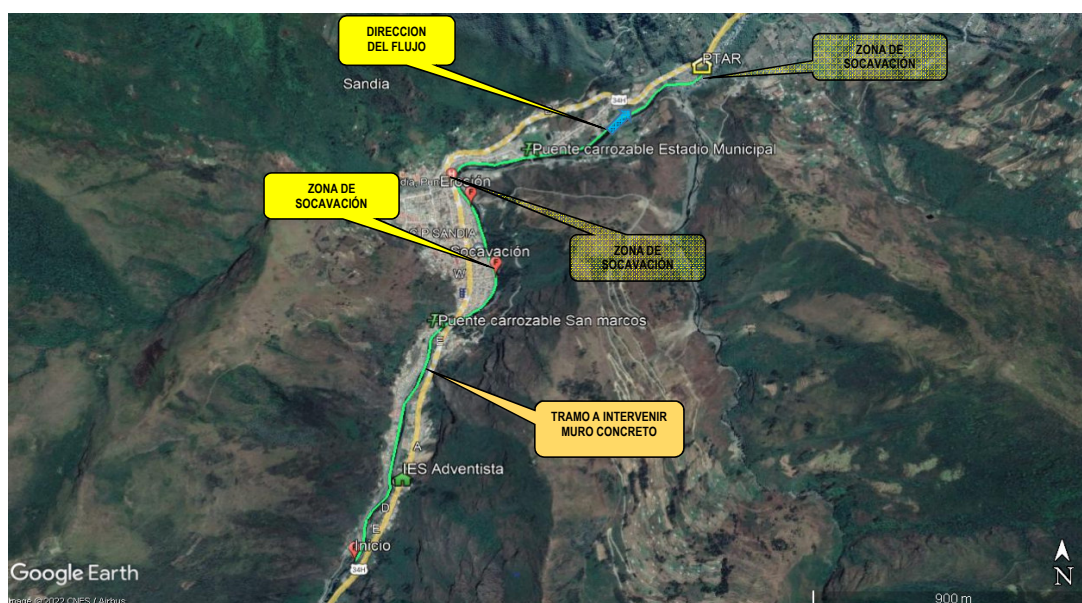 DIRECCION
DEL FLUJO
PTAR
ZONA DE
SOCAVACIÓN
Sandia
34H
Puente carrozable Estadio Municipal
Erosión
ZONA DE
SOCAVACIÓN
C.P SANDIA
ZONA DE
SOCAVACIÓN
Socavación
W
E
Puente carrozable San marcos
E
TRAMO A INTERVENIR
MURO CONCRETO
A
IES Adventista
D
E
Inicio
34H
Google Earth
N
Image © 2022 CNES / Airbus
900 m